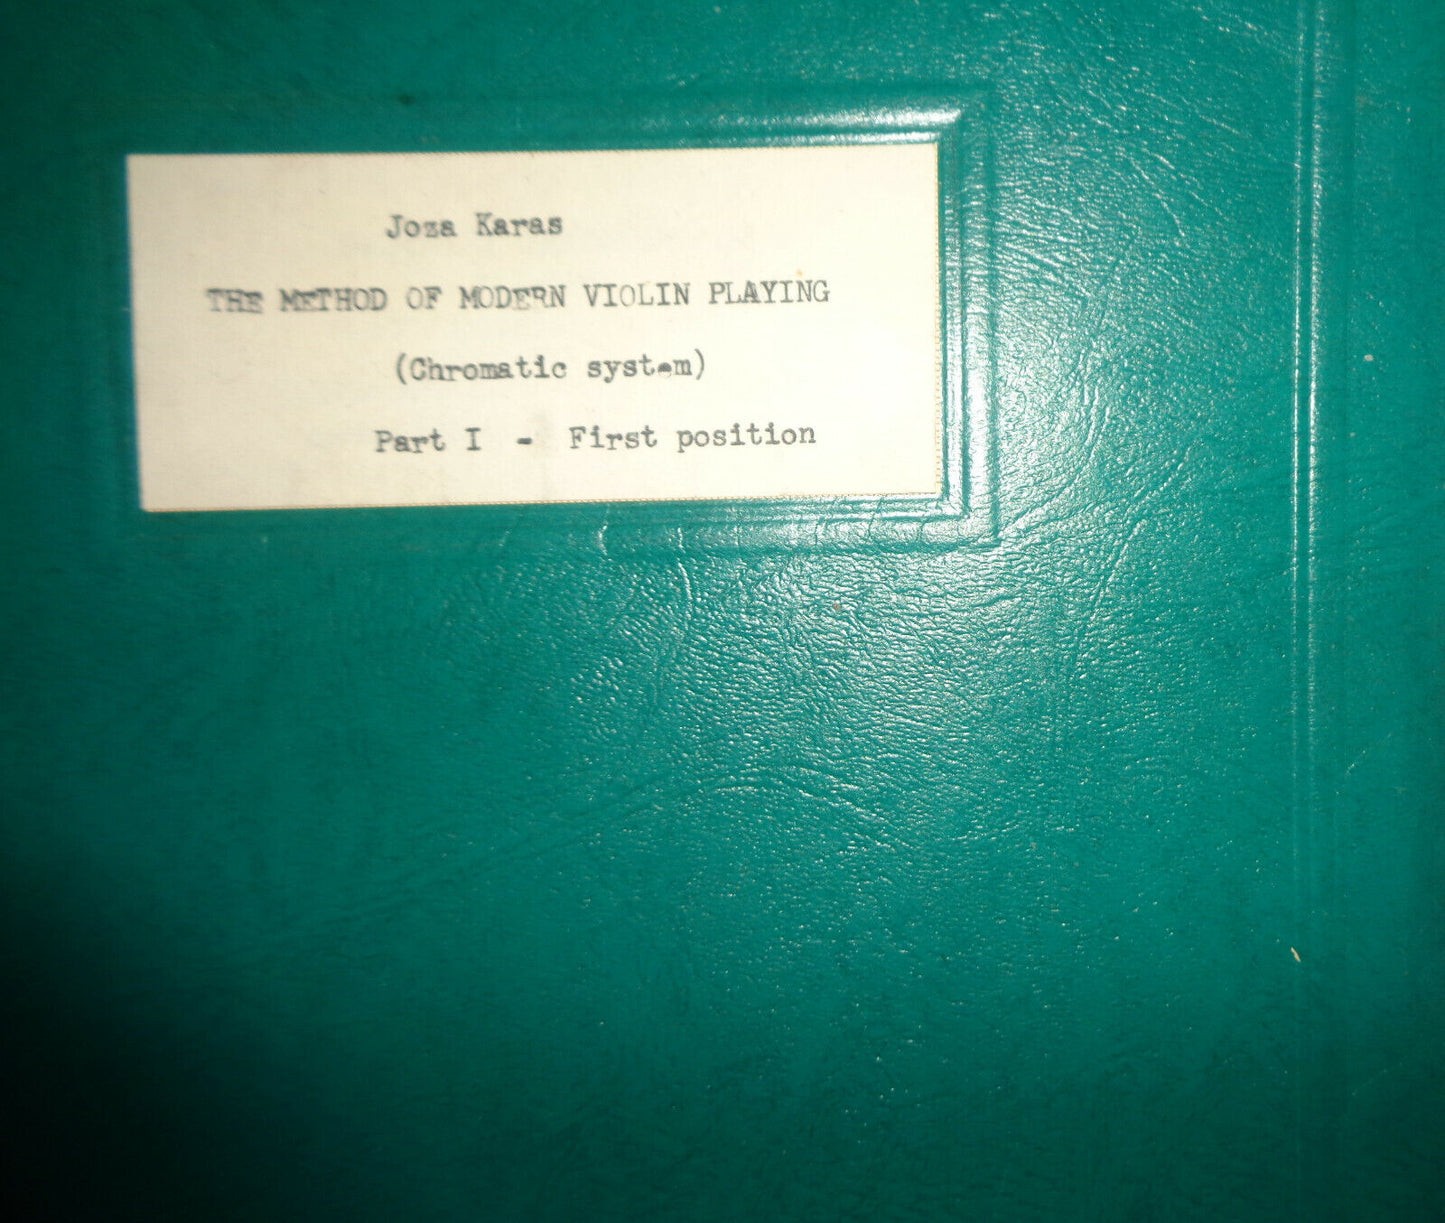 Joza Karas
THE METHOD OF MODERN VIOLIN PLAYING
(Chromatic system)
Part I - First position